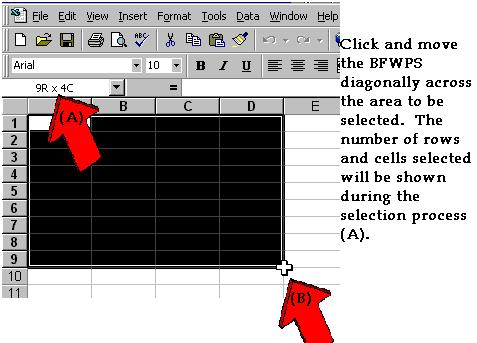 File Edit View Insert Format Tools Data Window Help
ABC
Arial 10 B I U
9R x 4C =
(A)
B C D E
1
2
3
4
5
6
7
8
9
10
11
(B)
Click and move
the BFWPS
diagonally across
the area to be
selected. The
number of rows
and cells selected
will be shown
during the
selection process
(A).